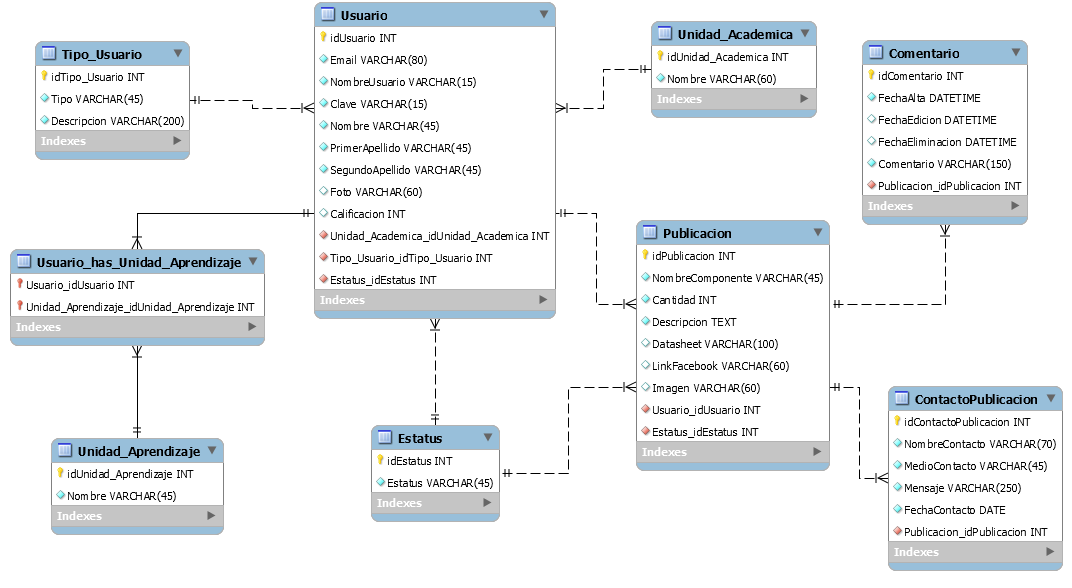 Tipo_Usuario
idTipo_Usuario INT
Tipo VARCHAR(45)
Descripcion VARCHAR(200)
Indexes
Usuario
idUsuario INT
Email VARCHAR(80)
NombreUsuario VARCHAR(15)
Clave VARCHAR(15)
Nombre VARCHAR(45)
PrimerApellido VARCHAR(45)
SegundoApellido VARCHAR(45)
Foto VARCHAR(60)
Calificacion INT
Unidad_Academica_idUnidad_Academica INT
Tipo_Usuario_idTipo_Usuario INT
Estatus_idEstatus INT
Indexes
Unidad_Academica
idUnidad_Academica INT
Nombre VARCHAR(60)
Indexes
Comentario
idComentario INT
FechaAlta DATETIME
FechaEdicion DATETIME
FechaEliminacion DATETIME
Comentario VARCHAR(150)
Publicacion_idPublicacion INT
Indexes
Usuario_has_Unidad_Aprendizaje
Usuario_idUsuario INT
Unidad_Aprendizaje_idUnidad_Aprendizaje INT
Indexes
Publicacion
idPublicacion INT
NombreComponente VARCHAR(45)
Cantidad INT
Descripcion TEXT
Datasheet VARCHAR(100)
LinkFacebook VARCHAR(60)
Imagen VARCHAR(60)
Usuario_idUsuario INT
Estatus_idEstatus INT
Indexes
Unidad_Aprendizaje
idUnidad_Aprendizaje INT
Nombre VARCHAR(45)
Indexes
Estatus
idEstatus INT
Estatus VARCHAR(45)
Indexes
ContactoPublicacion
idContactoPublicacion INT
NombreContacto VARCHAR(70)
MedioContacto VARCHAR(45)
Mensaje VARCHAR(250)
FechaContacto DATE
Publicacion_idPublicacion INT
Indexes